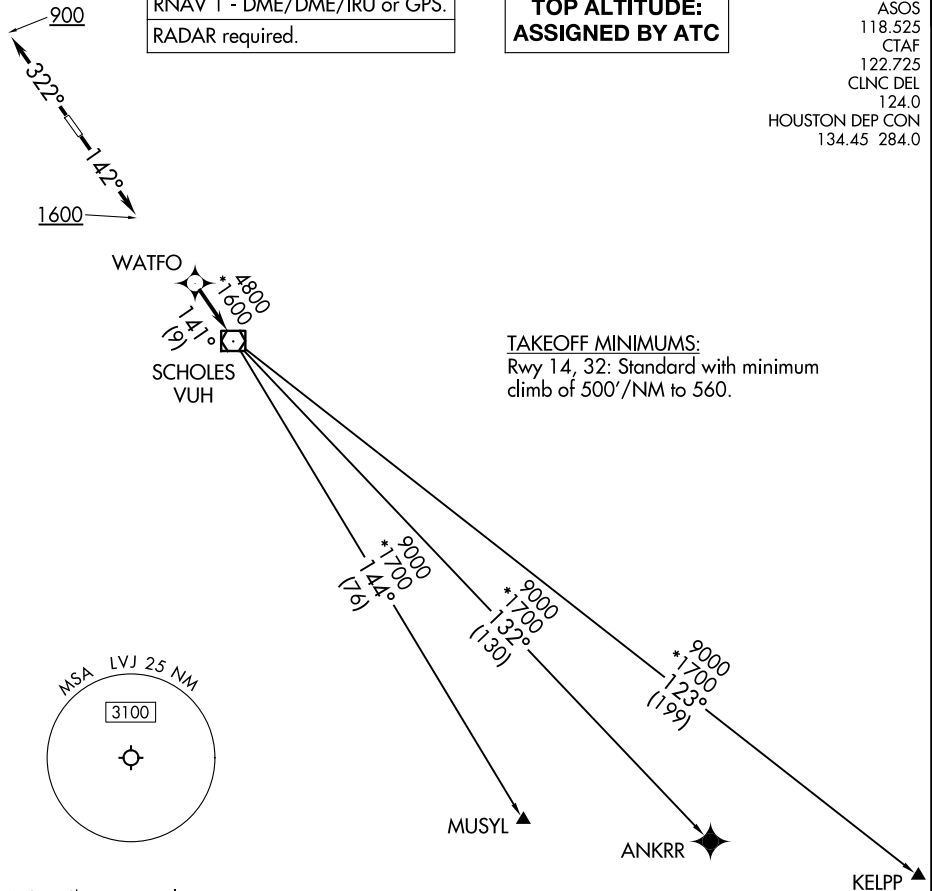 RNAV 1 - DME/DME/IRU or GPS.
RADAR required.
TOP ALTITUDE:
ASSIGNED BY ATC
ASOS
118.525
CTAF
122.725
CLNC DEL
124.0
HOUSTON DEP CON
134.45 284.0
900
322°
142°
1600
WATFO
4800
*1600
141°
(9)
SCHOLES
VUH
TAKEOFF MINIMUMS:
Rwy 14, 32: Standard with minimum
climb of 500'/NM to 560.
9000
*1700
144°
(76)
9000
*1700
132°
(130)
9000
*1700
123°
(199)
MSA LVJ 25 NM
3100
MUSYL
ANKRR
KELPP